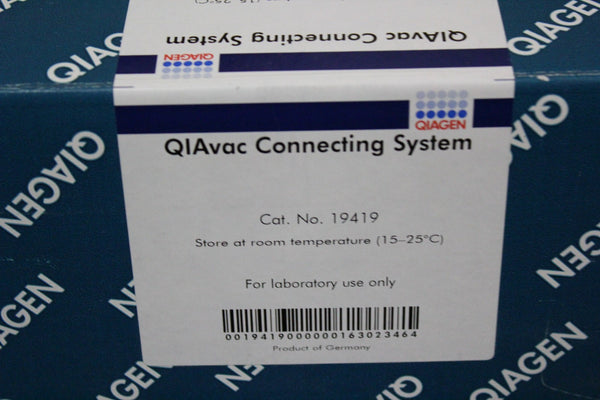 QIAGEN
QIAvac Connecting System
QIAGEN
QIAGEN
QIAvac Connecting System
Cat. No. 19419
Store at room temperature (15–25°C)
For laboratory use only
0019419000000163023464
Product of Germany
QIAGEN
QIAGEN
QIAGEN
QIAGEN
QIAGEN